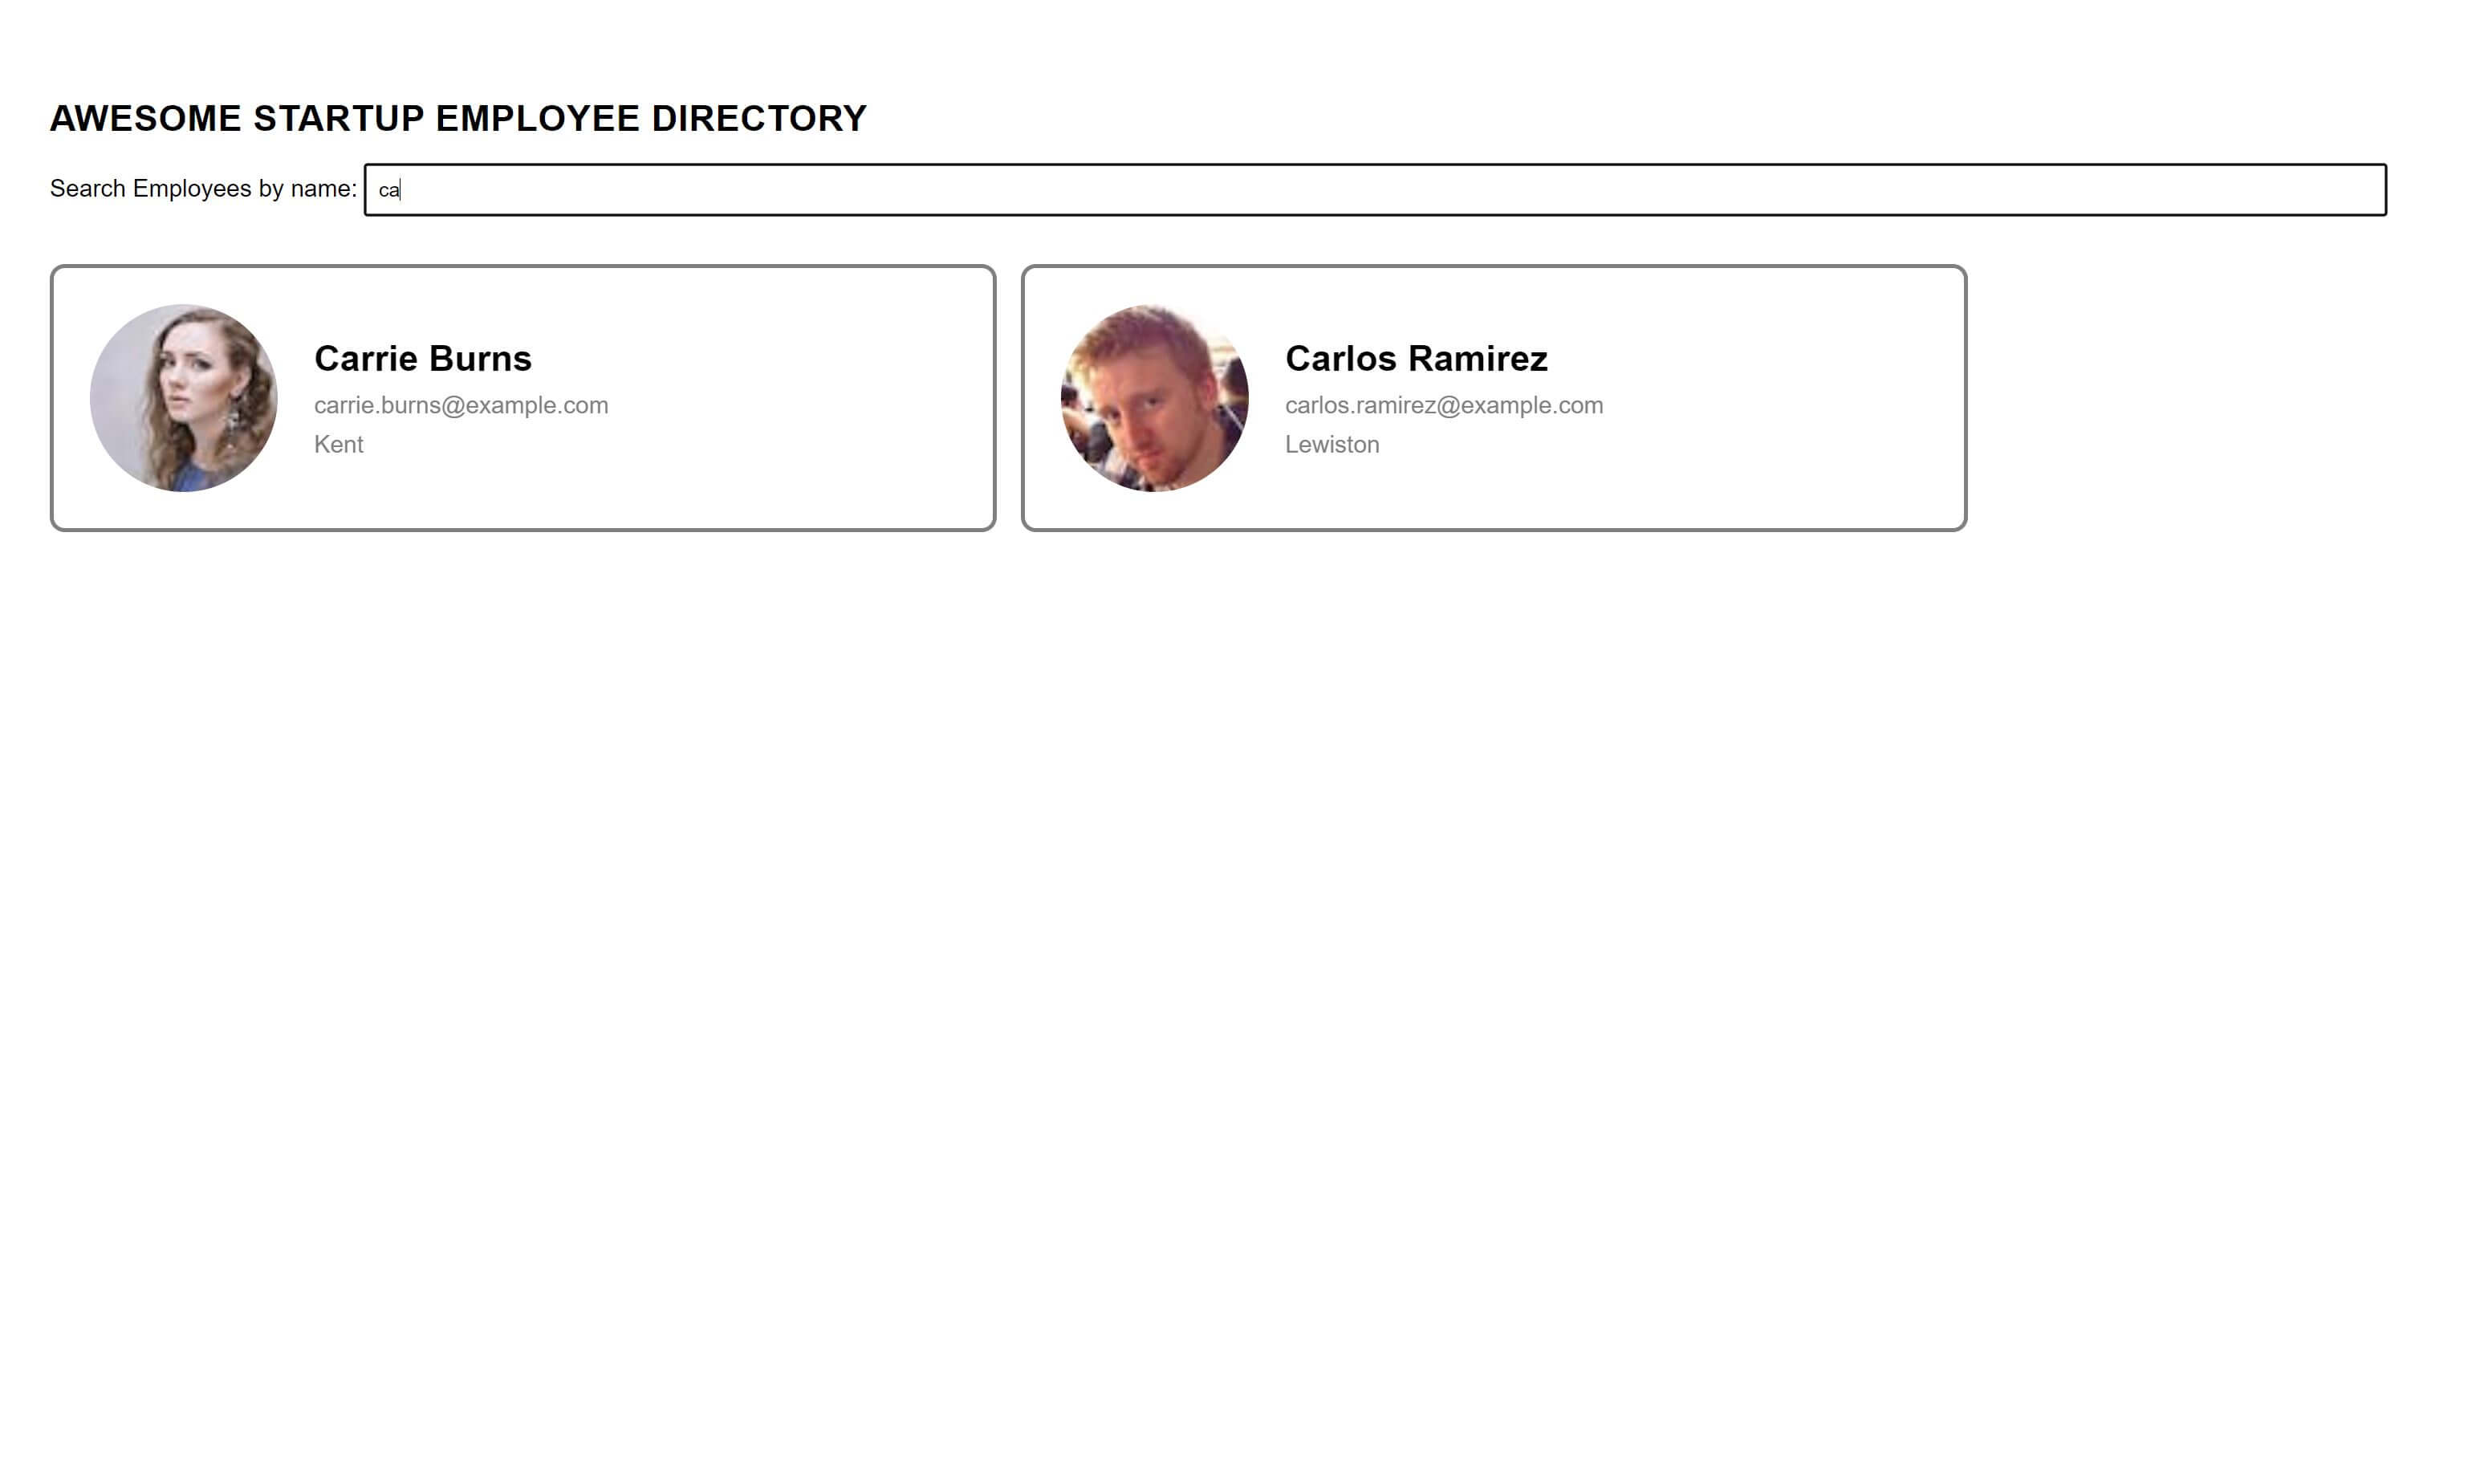 AWESOME STARTUP EMPLOYEE DIRECTORY
Search Employees by name: ca
Carrie Burns
carrie.burns@example.com
Kent
Carlos Ramirez
carlos.ramirez@example.com
Lewiston